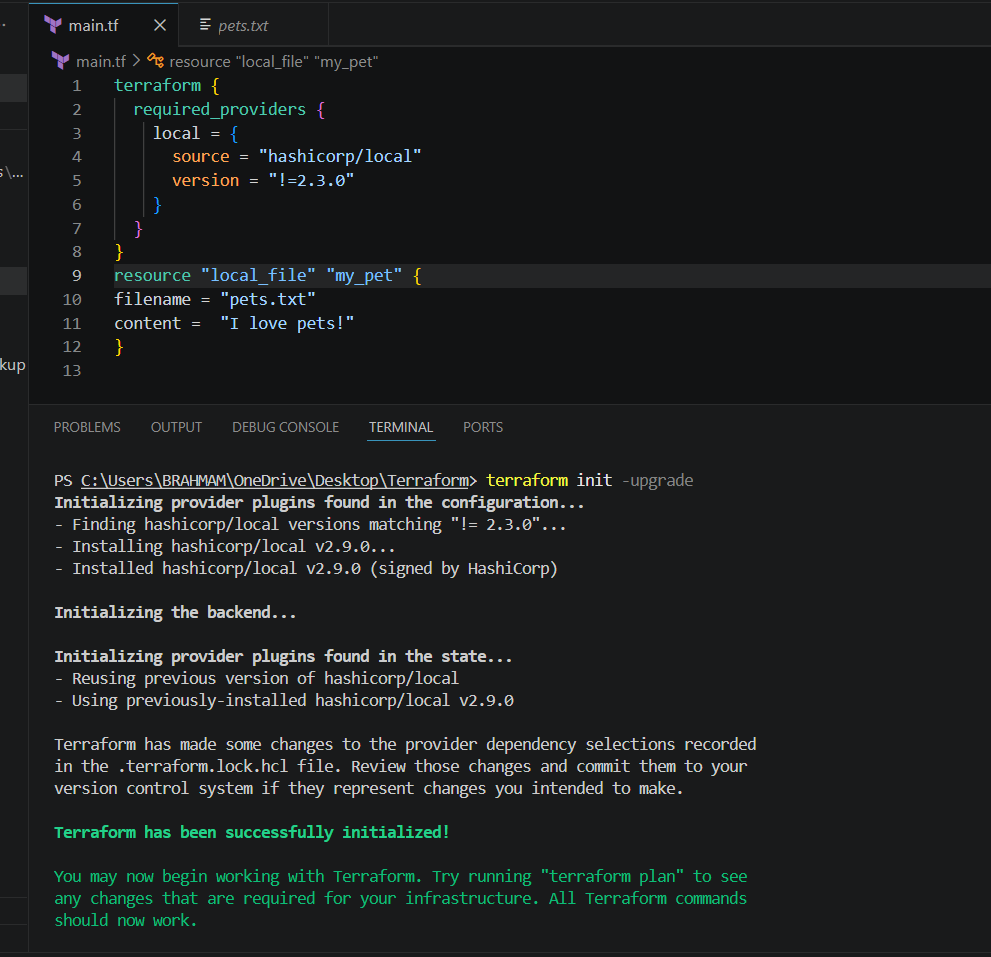 main.tf
pets.txt
main.tf > resource "local_file" "my_pet"
1 terraform {
2 required_providers {
3 local = {
4 source = "hashicorp/local"
5 version = "!=2.3.0"
6 }
7 }
8 }
9 resource "local_file" "my_pet" {
10 filename = "pets.txt"
11 content =  "I love pets!"
12 }
13
s\...
kup
PROBLEMS OUTPUT DEBUG CONSOLE TERMINAL PORTS
PS C:\Users\BRAHMAM\OneDrive\Desktop\Terraform> terraform init -upgrade
Initializing provider plugins found in the configuration...
- Finding hashicorp/local versions matching "!= 2.3.0"...
- Installing hashicorp/local v2.9.0...
- Installed hashicorp/local v2.9.0 (signed by HashiCorp)
Initializing the backend...
Initializing provider plugins found in the state...
- Reusing previous version of hashicorp/local
- Using previously-installed hashicorp/local v2.9.0
Terraform has made some changes to the provider dependency selections recorded
in the .terraform.lock.hcl file. Review those changes and commit them to your
version control system if they represent changes you intended to make.
Terraform has been successfully initialized!
You may now begin working with Terraform. Try running "terraform plan" to see
any changes that are required for your infrastructure. All Terraform commands
should now work.